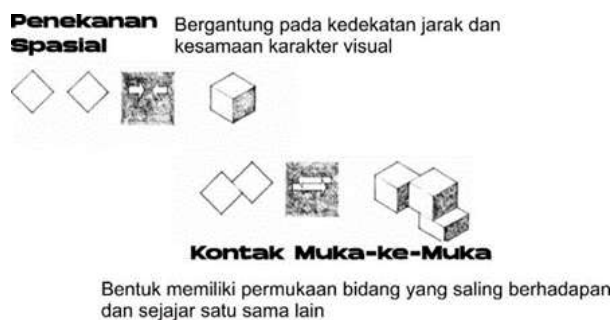 Penekanan
Spasial
Bergantung pada kedekatan jarak dan
kesamaan karakter visual
Kontak Muka-ke-Muka
Bentuk memiliki permukaan bidang yang saling berhadapan
dan sejajar satu sama lain